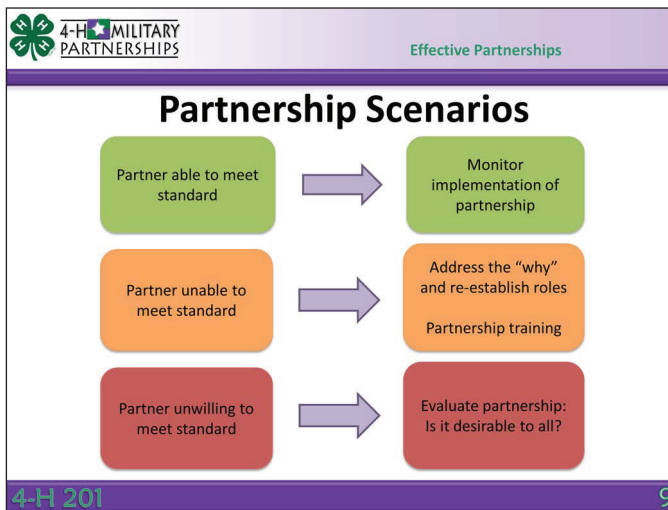 4-H MILITARY
PARTNERSHIPS
Effective Partnerships
Partnership Scenarios
Partner able to meet
standard
Monitor
implementation of
partnership
Partner unable to
meet standard
Address the “why”
and re-establish roles
Partnership training
Partner unwilling to
meet standard
Evaluate partnership:
Is it desirable to all?
4-H 201
9